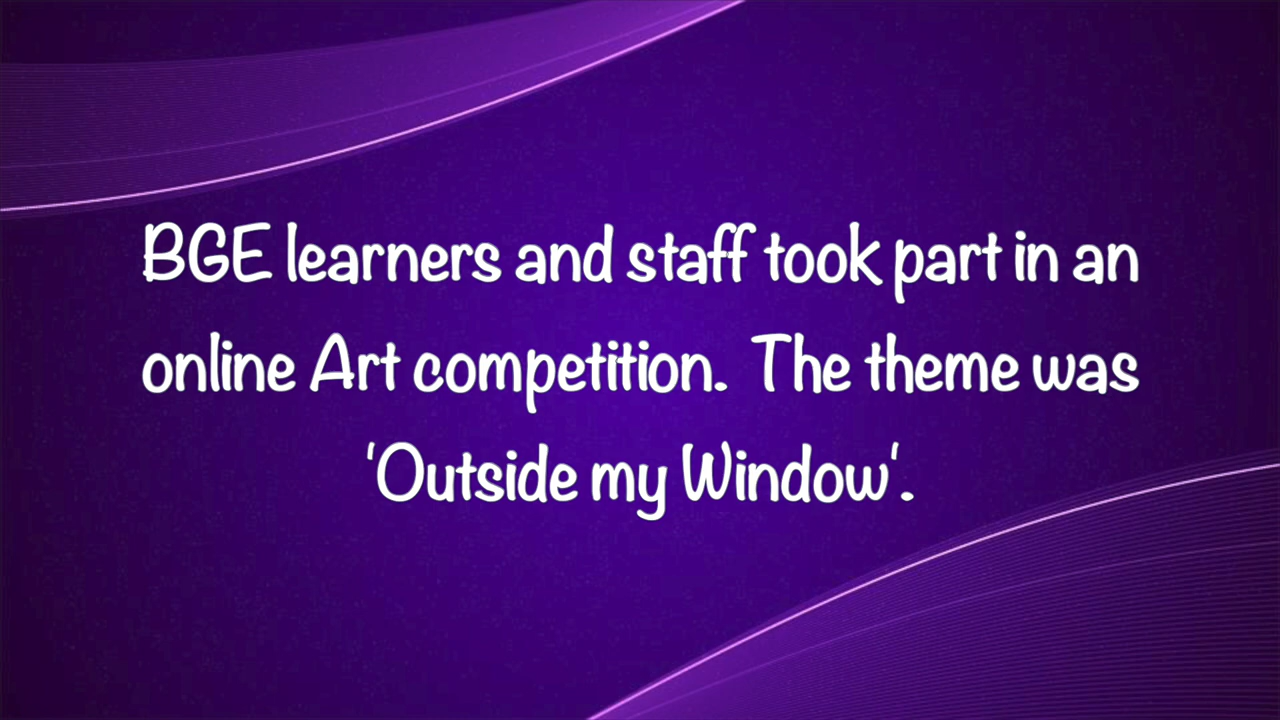 BGE learners and staff took part in an
online Art competition.  The theme was
'Outside my Window'.